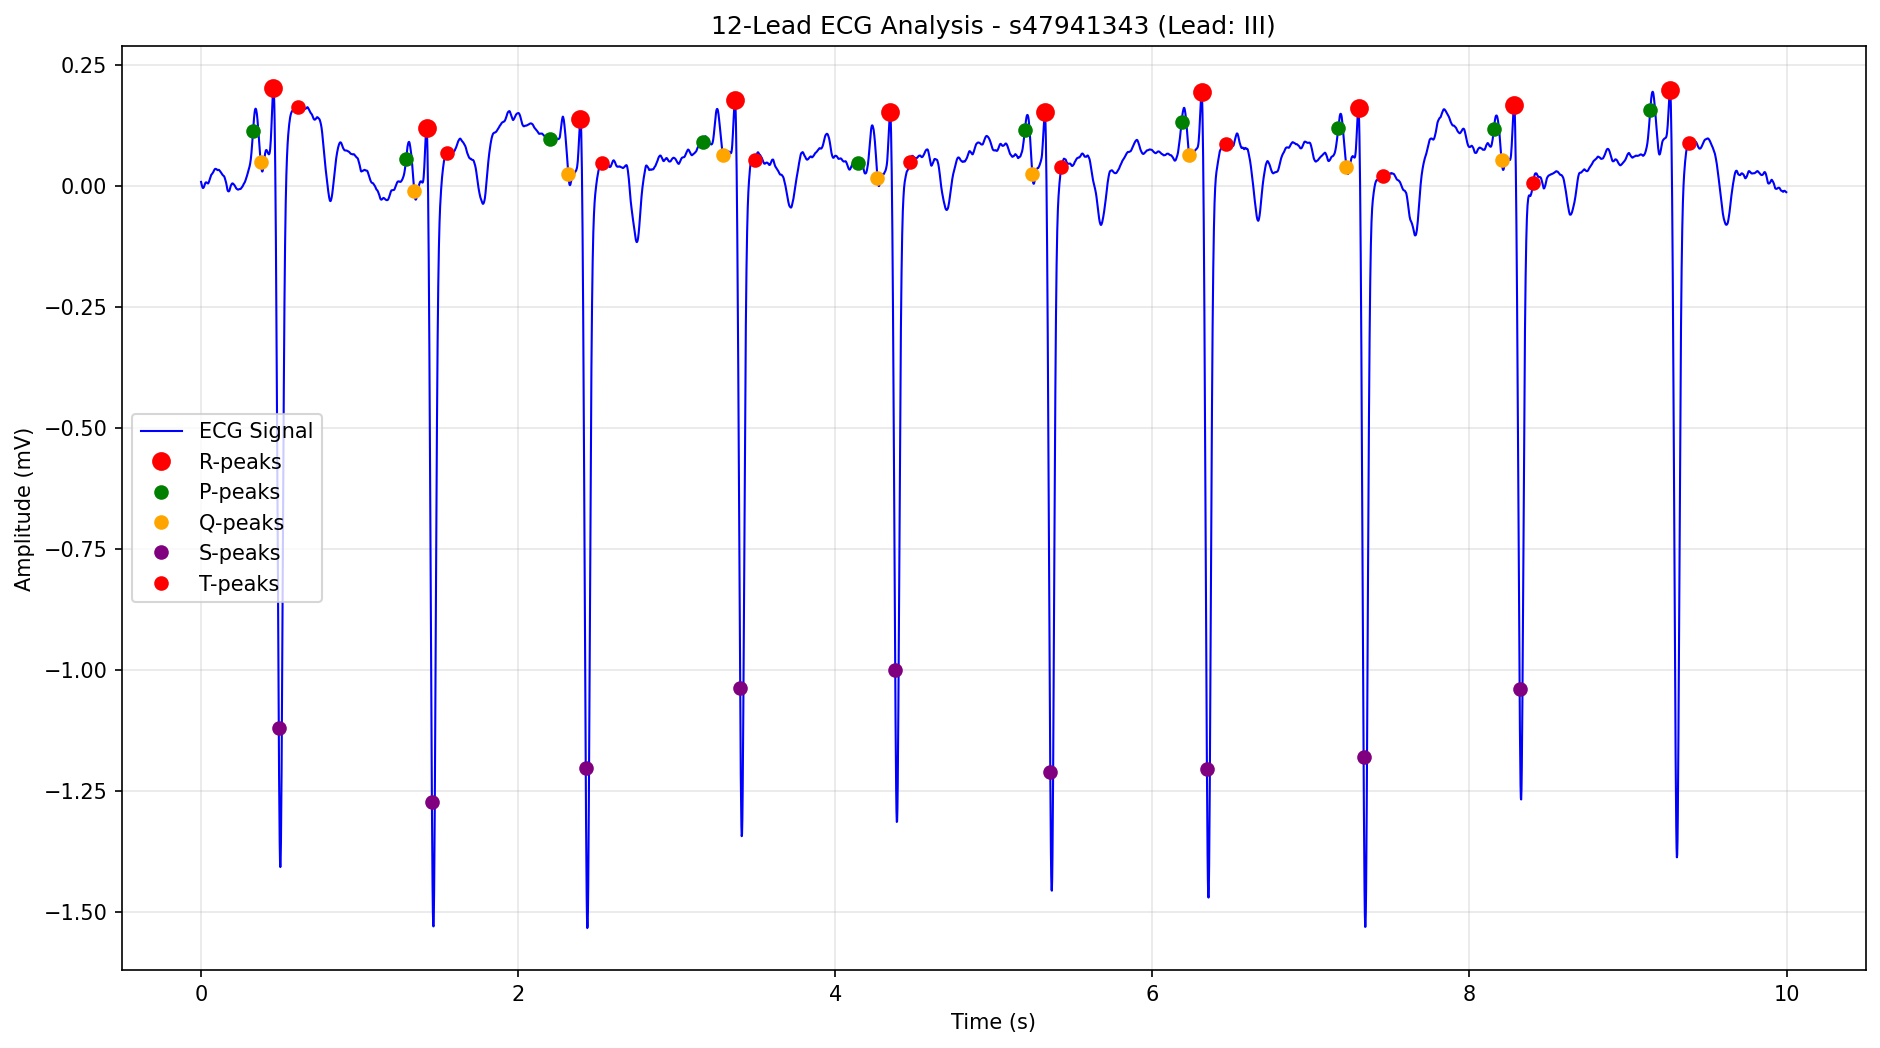 12-Lead ECG Analysis - s47941343 (Lead: III)
0.25
0.00
−0.25
−0.50
−0.75
−1.00
−1.25
−1.50
Amplitude (mV)
ECG Signal
R-peaks
P-peaks
Q-peaks
S-peaks
T-peaks
0
2
4
6
8
10
Time (s)